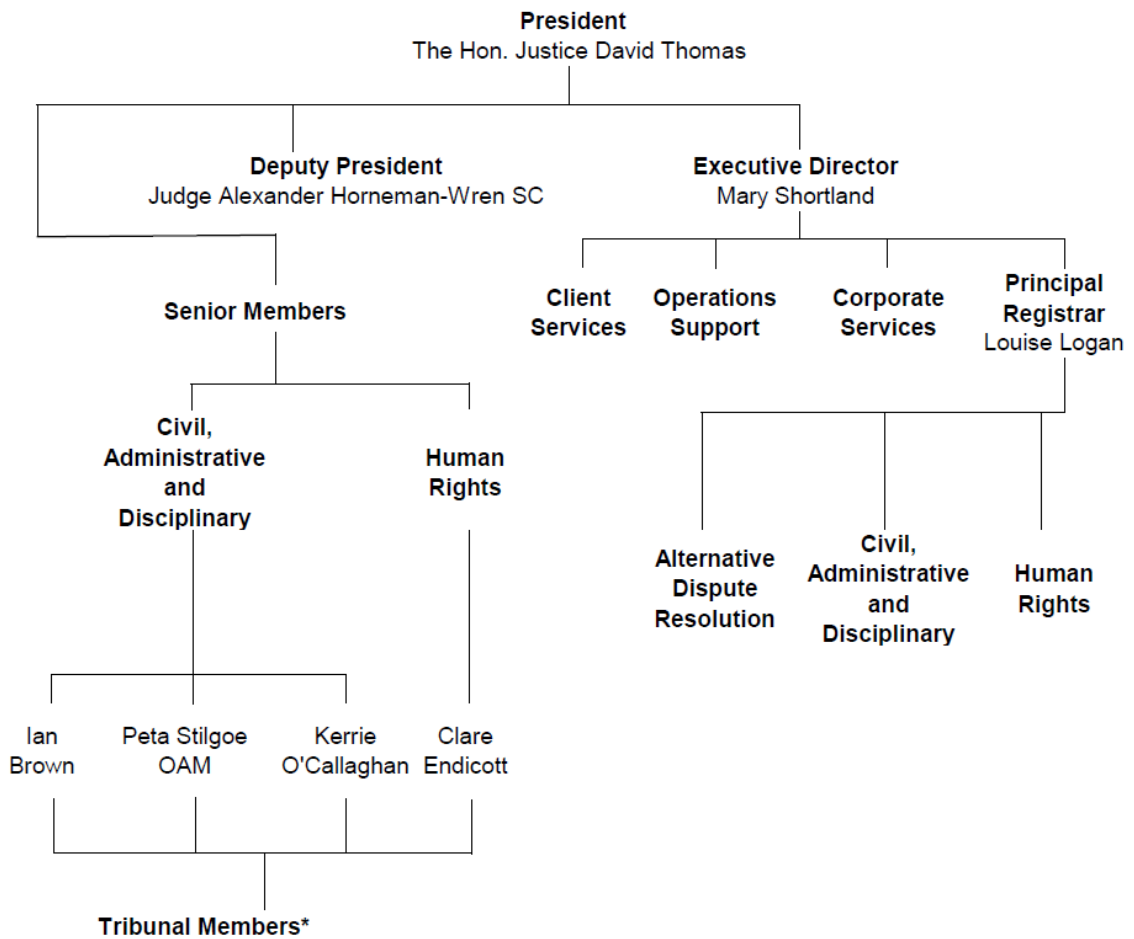 President
The Hon. Justice David Thomas
Deputy President
Judge Alexander Horneman-Wren SC
Executive Director
Mary Shortland
Senior Members
Client
Services
Operations
Support
Corporate
Services
Principal
Registrar
Louise Logan
Civil,
Administrative
and
Disciplinary
Human
Rights
Alternative
Dispute
Resolution
Civil,
Administrative
and
Disciplinary
Human
Rights
Ian
Brown
Peta Stilgoe
OAM
Kerrie
O'Callaghan
Clare
Endicott
Tribunal Members*